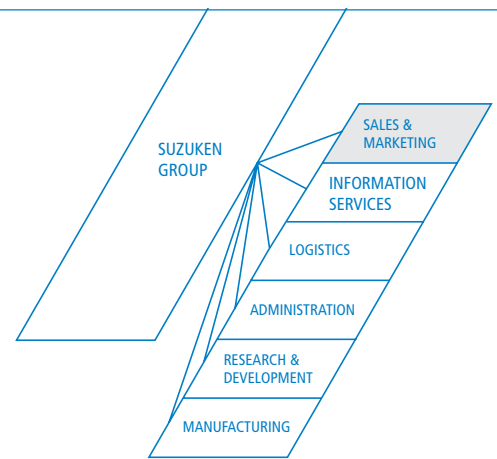 SUZUKEN
GROUP
SALES &
MARKETING
INFORMATION
SERVICES
LOGISTICS
ADMINISTRATION
RESEARCH &
DEVELOPMENT
MANUFACTURING